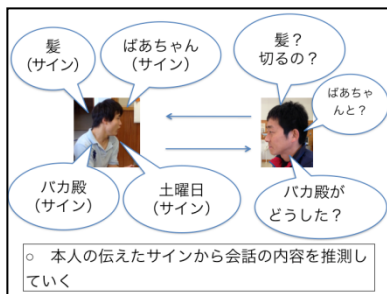 髪
(サイン)
ばあちゃん
(サイン)
髪?
切るの?
ばあちゃ
んと?
バカ殿
(サイン)
土曜日
(サイン)
バカ殿が
どうした?
○ 本人の伝えたサインから会話の内容を推測し
ていく